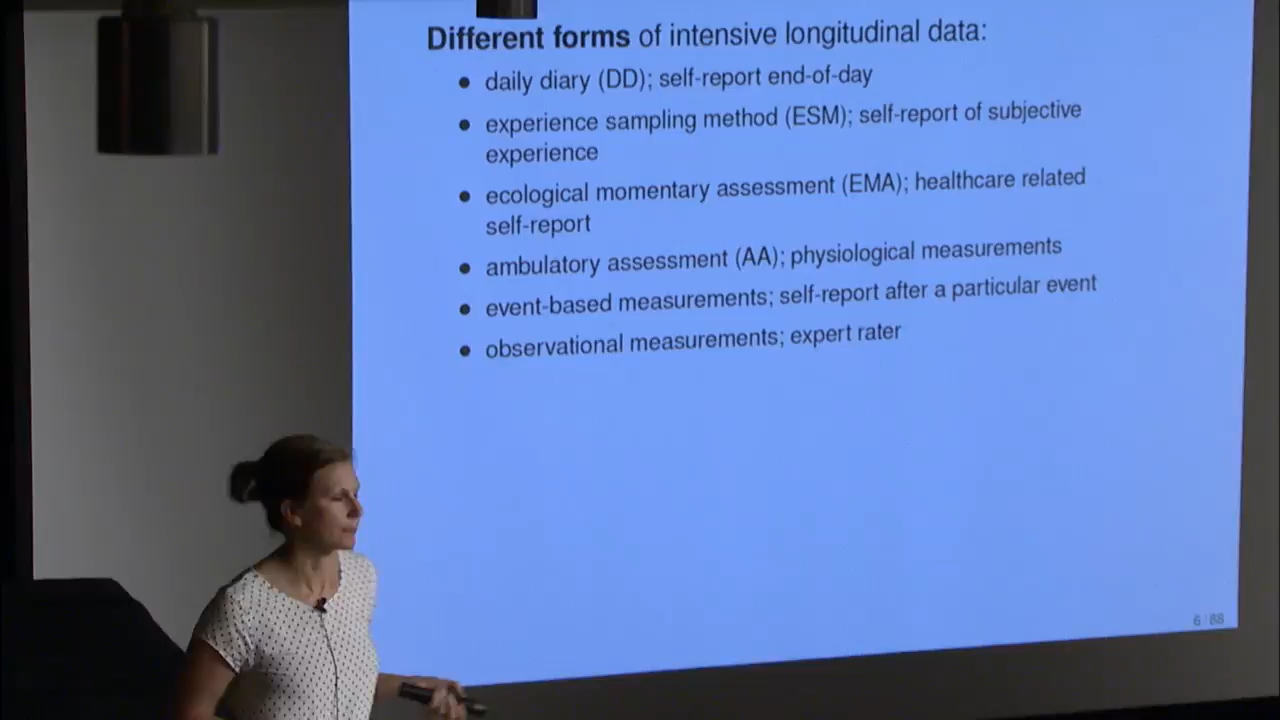 Different forms of intensive longitudinal data:
• daily diary (DD); self-report end-of-day
• experience sampling method (ESM); self-report of subjective
experience
• ecological momentary assessment (EMA); healthcare related
self-report
• ambulatory assessment (AA); physiological measurements
• event-based measurements; self-report after a particular event
• observational measurements; expert rater
6 / 88